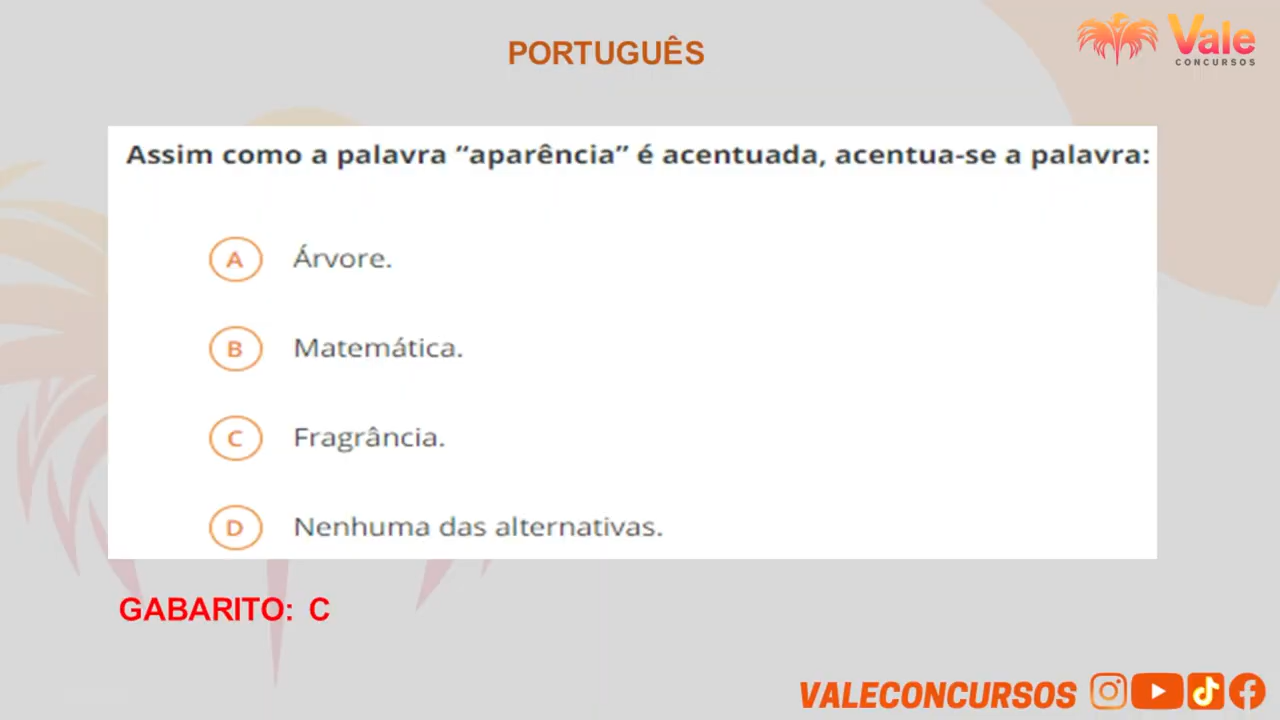 PORTUGUÊS
Vale
CONCURSOS
Assim como a palavra “aparência” é acentuada, acentua-se a palavra:
A Árvore.
B Matemática.
C Fragrância.
D Nenhuma das alternativas.
GABARITO: C
VALECONCURSOS